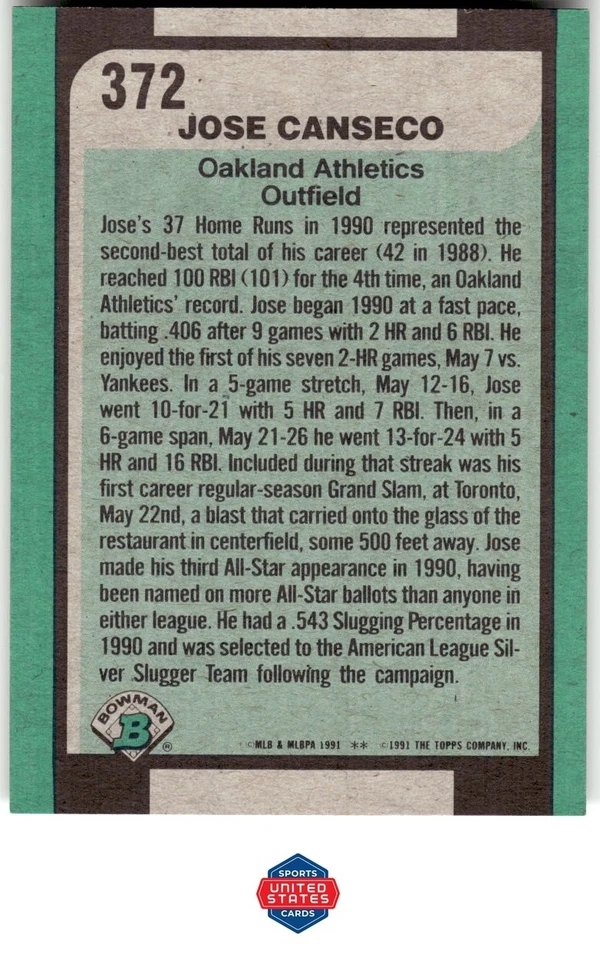 372
JOSE CANSECO
Oakland Athletics
Outfield
Jose's 37 Home Runs in 1990 represented the
second-best total of his career (42 in 1988). He
reached 100 RBI (101) for the 4th time, an Oakland
Athletics' record. Jose began 1990 at a fast pace,
batting .406 after 9 games with 2 HR and 6 RBI. He
enjoyed the first of his seven 2-HR games, May 7 vs.
Yankees. In a 5-game stretch, May 12-16, Jose
went 10-for-21 with 5 HR and 7 RBI. Then, in a
6-game span, May 21-26 he went 13-for-24 with 5
HR and 16 RBI. Included during that streak was his
first career regular-season Grand Slam, at Toronto,
May 22nd, a blast that carried onto the glass of the
restaurant in centerfield, some 500 feet away. Jose
made his third All-Star appearance in 1990, having
been named on more All-Star ballots than anyone in
either league. He had a .543 Slugging Percentage in
1990 and was selected to the American League Sil-
ver Slugger Team following the campaign.
BOWMAN
B ®
©MLB & MLBPA 1991 ** ©1991 THE TOPPS COMPANY, INC.
SPORTS
UNITED
STATES
CARDS